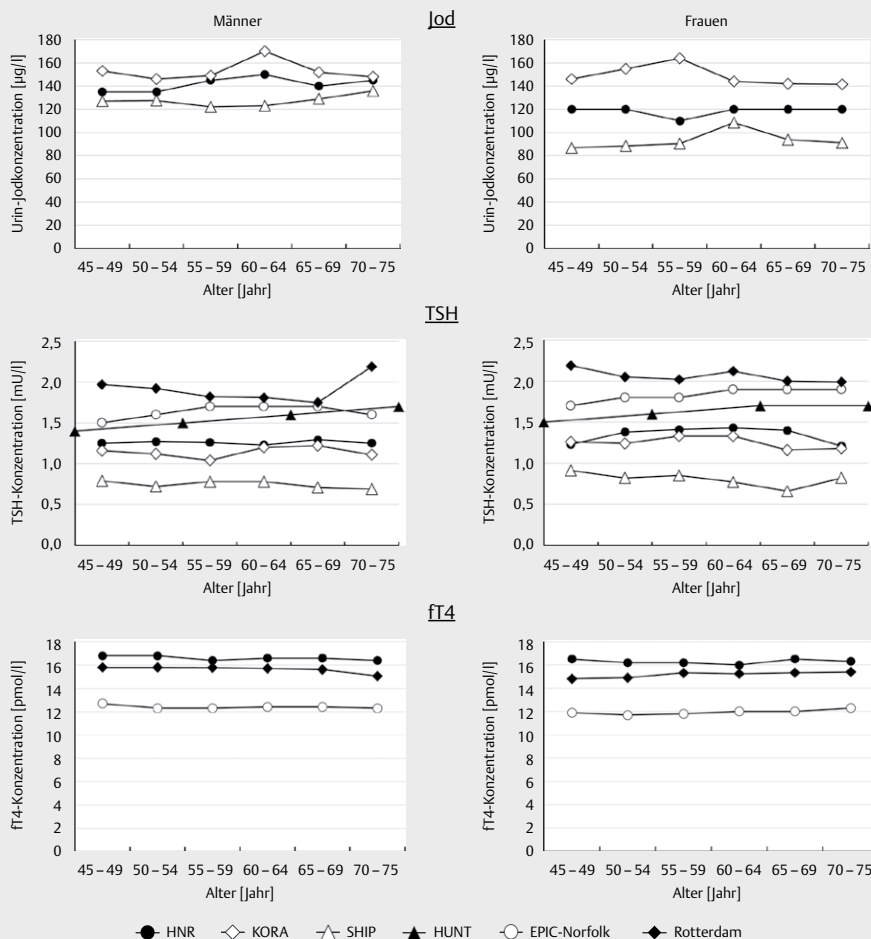 Jod
Männer
Frauen
Urin-Jodkonzentration [µg/l]
180
160
140
120
100
80
60
40
20
0
45–49 50–54 55–59 60–64 65–69 70–75
Alter [Jahr]
Urin-Jodkonzentration [µg/l]
180
160
140
120
100
80
60
40
20
0
45–49 50–54 55–59 60–64 65–69 70–75
Alter [Jahr]
TSH
TSH-Konzentration [mU/l]
2,5
2,0
1,5
1,0
0,5
0,0
45–49 50–54 55–59 60–64 65–69 70–75
Alter [Jahr]
TSH-Konzentration [mU/l]
2,5
2,0
1,5
1,0
0,5
0,0
45–49 50–54 55–59 60–64 65–69 70–75
Alter [Jahr]
fT4
fT4-Konzentration [pmol/l]
18
16
14
12
10
8
6
4
2
0
45–49 50–54 55–59 60–64 65–69 70–75
Alter [Jahr]
fT4-Konzentration [pmol/l]
18
16
14
12
10
8
6
4
2
0
45–49 50–54 55–59 60–64 65–69 70–75
Alter [Jahr]
HNR KORA SHIP HUNT EPIC-Norfolk Rotterdam